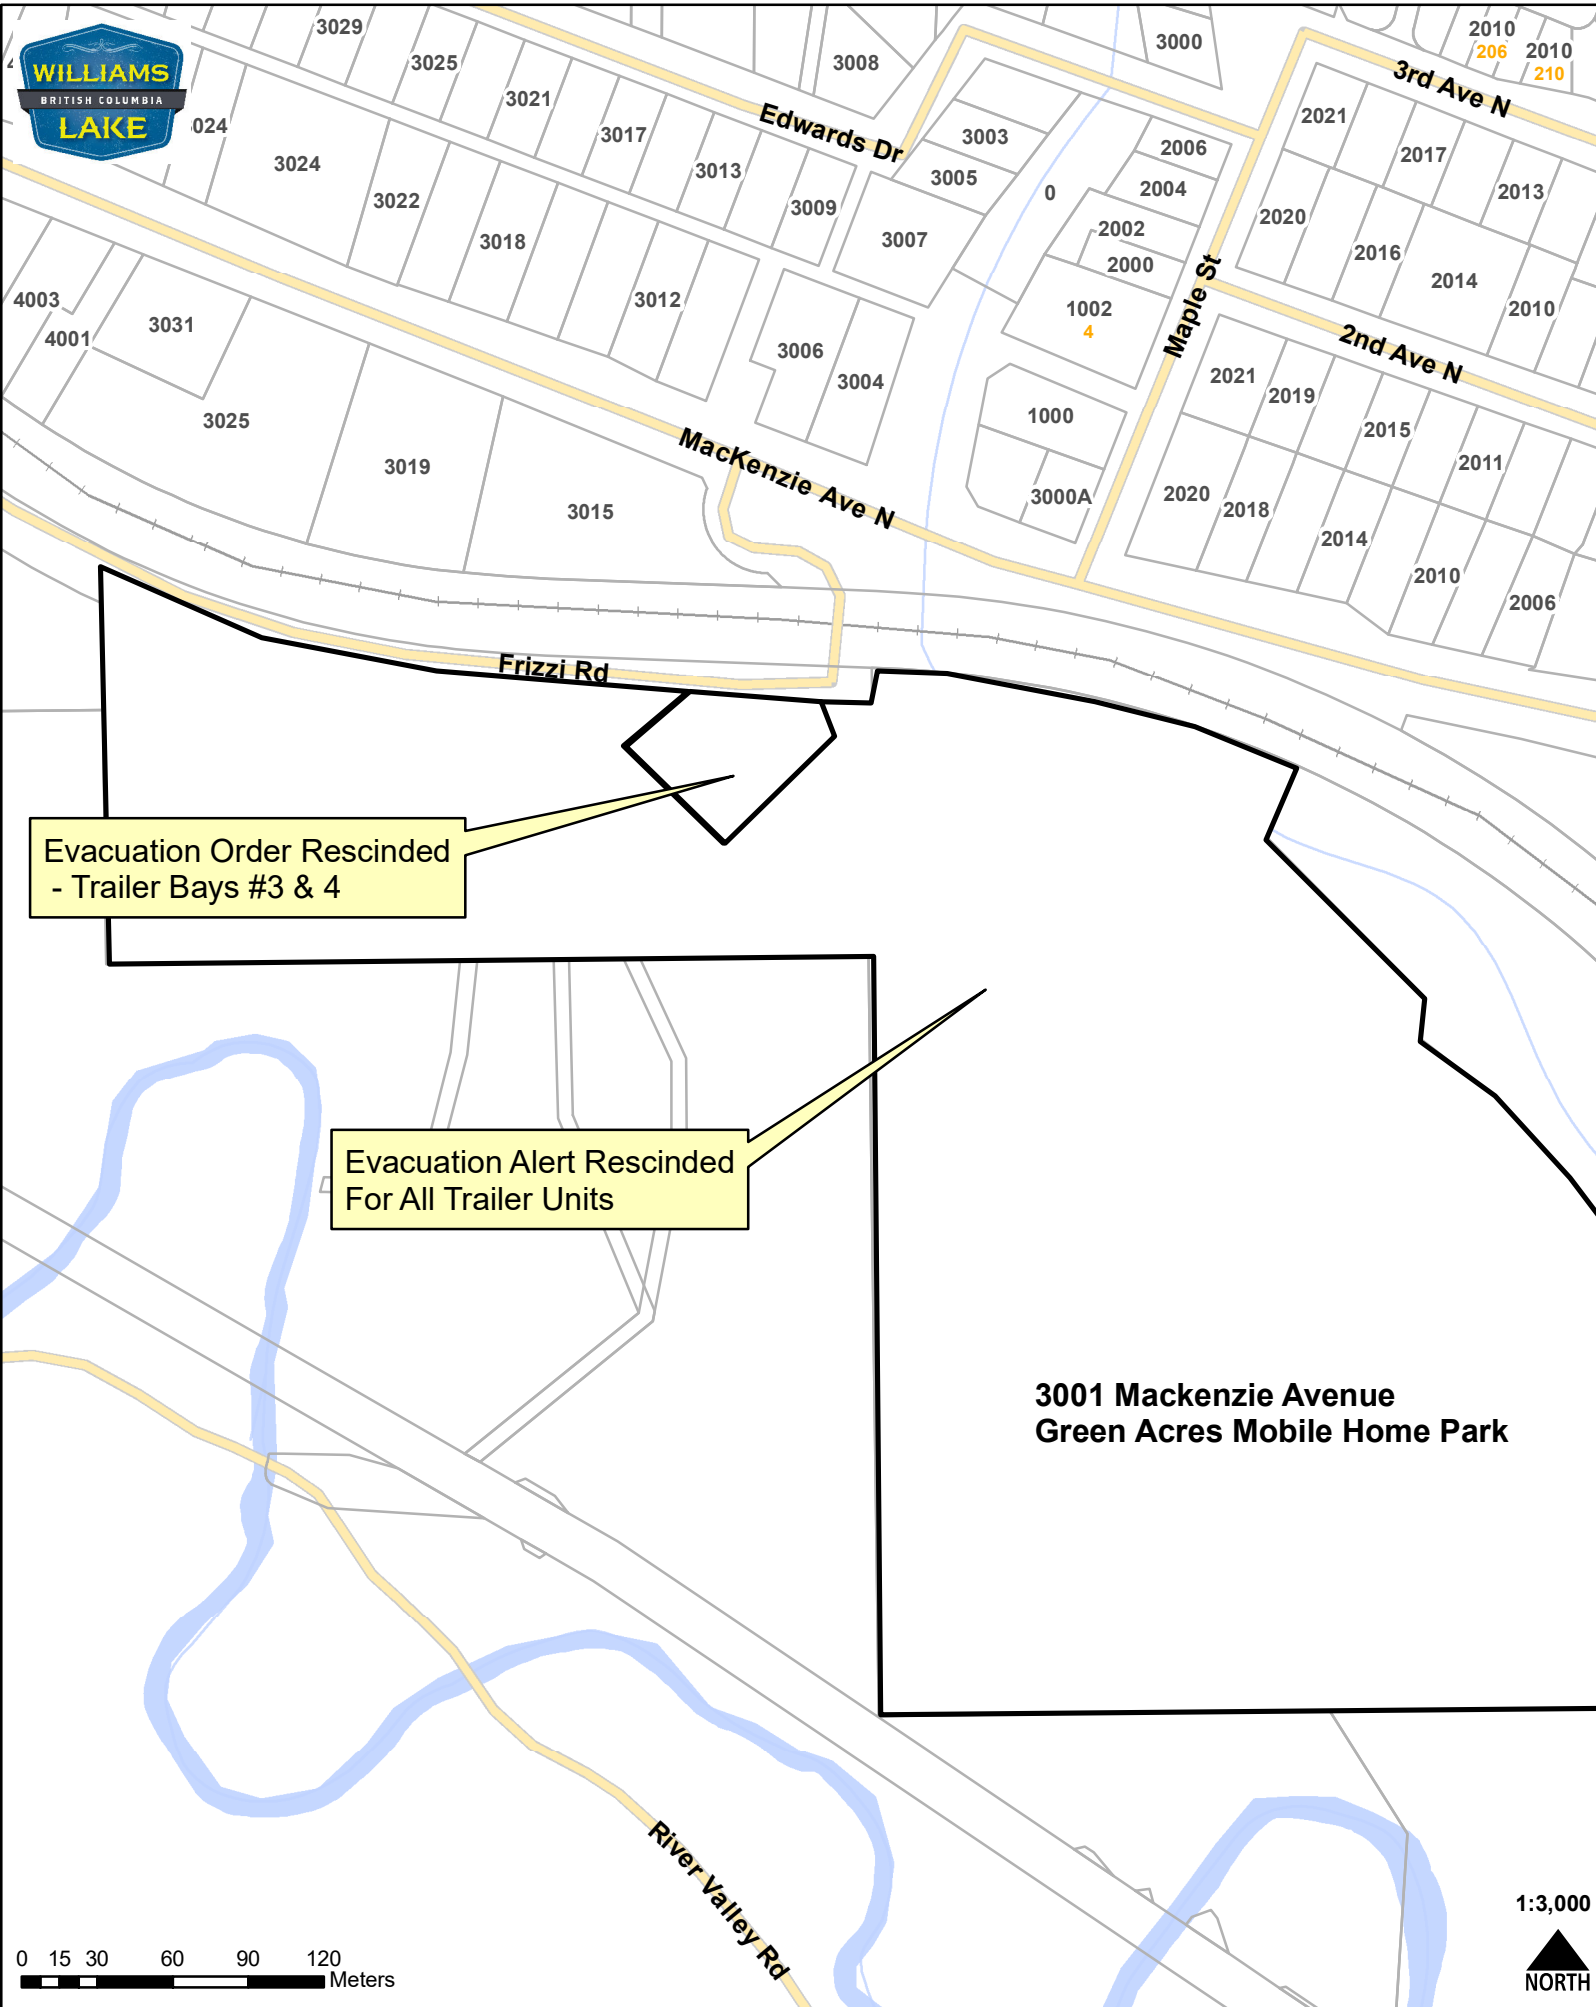 WILLIAMS
BRITISH COLUMBIA
LAKE
3029
3025
3021
3017
3013
3009
3008
3000
2010
206
2010
210
3rd Ave N
Edwards Dr
024
3024
3022
3018
3012
3003
3005
3007
0
2006
2004
2002
2000
1002
4
Maple St
2021
2017
2013
2020
2016
2014
2010
2nd Ave N
4003
4001
3031
3025
3019
3015
3006
3004
MacKenzie Ave N
1000
3000A
2021
2019
2015
2011
2020
2018
2014
2010
2006
Frizzi Rd
Evacuation Order Rescinded
- Trailer Bays #3 & 4
Evacuation Alert Rescinded
For All Trailer Units
3001 Mackenzie Avenue
Green Acres Mobile Home Park
River Valley Rd
0 15 30 60 90 120
Meters
1:3,000
NORTH